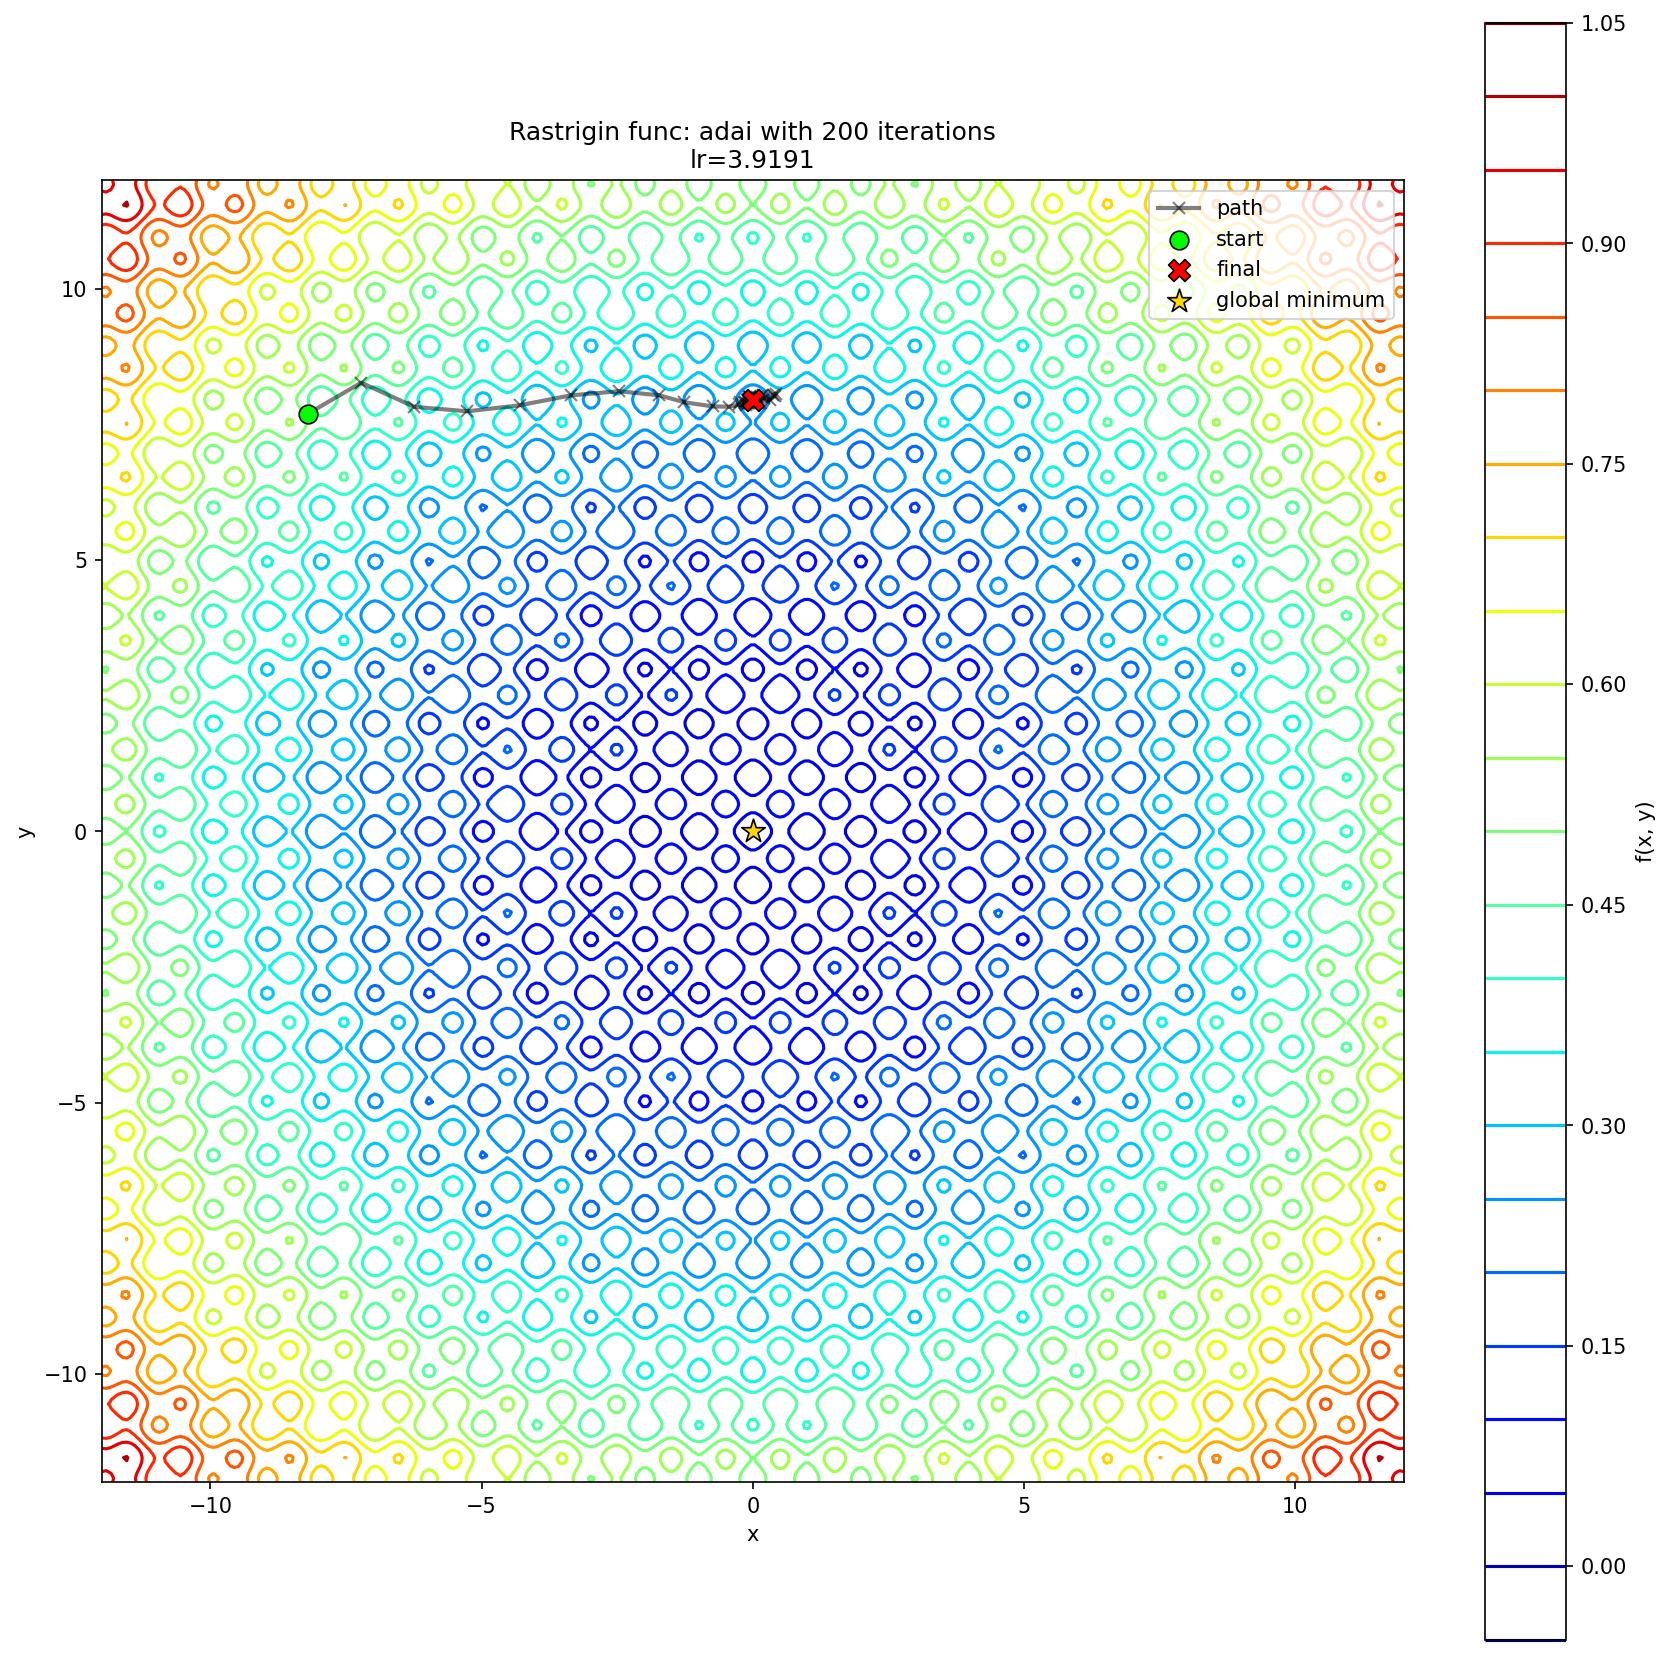 Rastrigin func: adai with 200 iterations
lr=3.9191
path
start
final
global minimum
10
5
0
−5
−10
y
−10
−5
0
5
10
x
1.05
0.90
0.75
0.60
0.45
0.30
0.15
0.00
f(x, y)